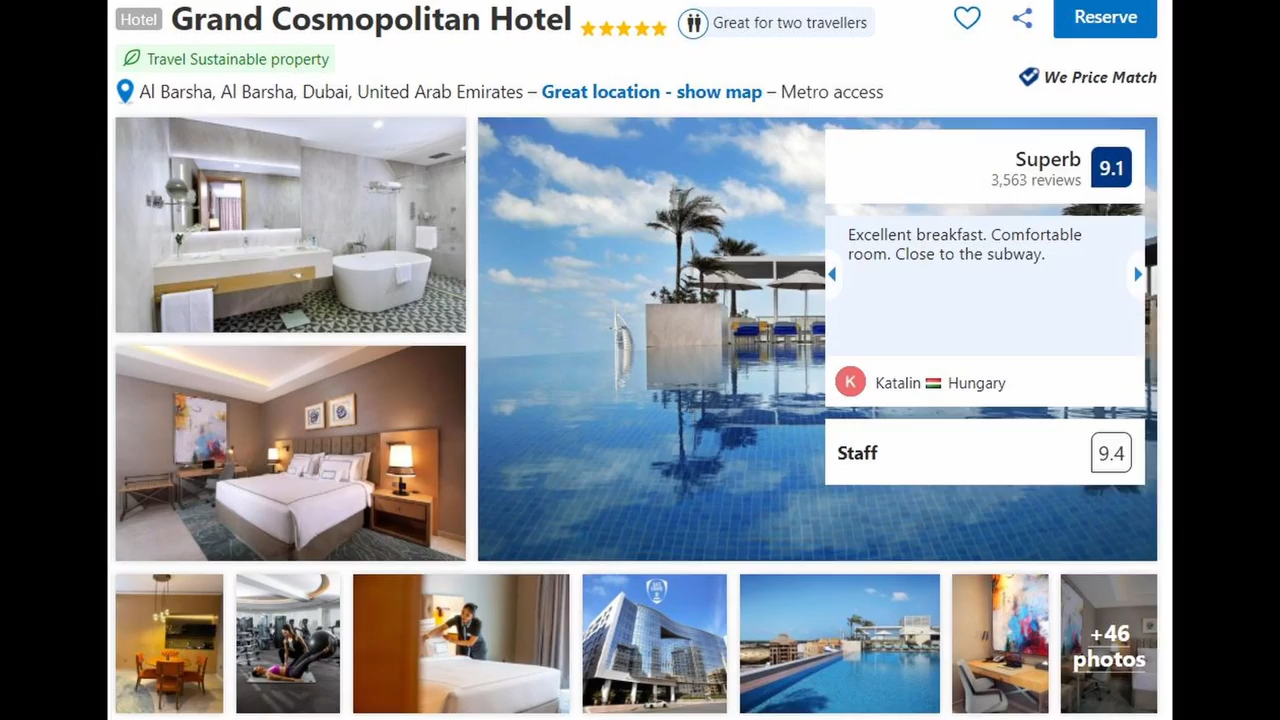 Hotel Grand Cosmopolitan Hotel
Great for two travellers
Reserve
Travel Sustainable property
We Price Match
Al Barsha, Al Barsha, Dubai, United Arab Emirates – Great location - show map – Metro access
Superb 9.1
3,563 reviews
Excellent breakfast. Comfortable
room. Close to the subway.
K Katalin Hungary
Staff 9.4
+46
photos